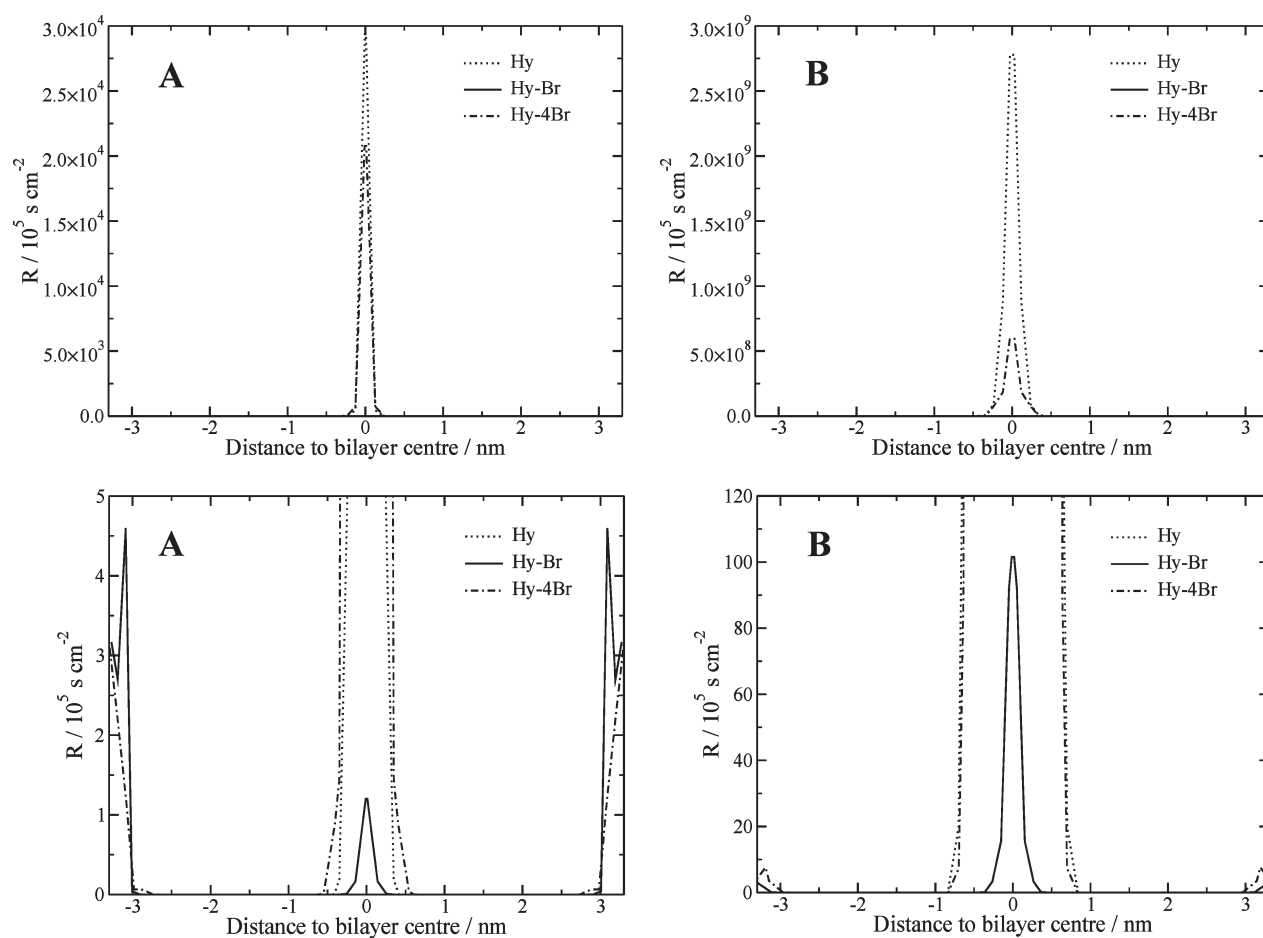 A
Hy
Hy-Br
Hy-4Br
3.0×10⁴
2.5×10⁴
2.0×10⁴
1.5×10⁴
1.0×10⁴
5.0×10³
0.0
R / 10⁵ s cm⁻²
-3 -2 -1 0 1 2 3
Distance to bilayer centre / nm
B
Hy
Hy-Br
Hy-4Br
3.0×10⁹
2.5×10⁹
2.0×10⁹
1.5×10⁹
1.0×10⁹
5.0×10⁸
0.0
R / 10⁵ s cm⁻²
-3 -2 -1 0 1 2 3
Distance to bilayer centre / nm
A
Hy
Hy-Br
Hy-4Br
5
4
3
2
1
0
R / 10⁵ s cm⁻²
-3 -2 -1 0 1 2 3
Distance to bilayer centre / nm
B
Hy
Hy-Br
Hy-4Br
120
100
80
60
40
20
0
R / 10⁵ s cm⁻²
-3 -2 -1 0 1 2 3
Distance to bilayer centre / nm